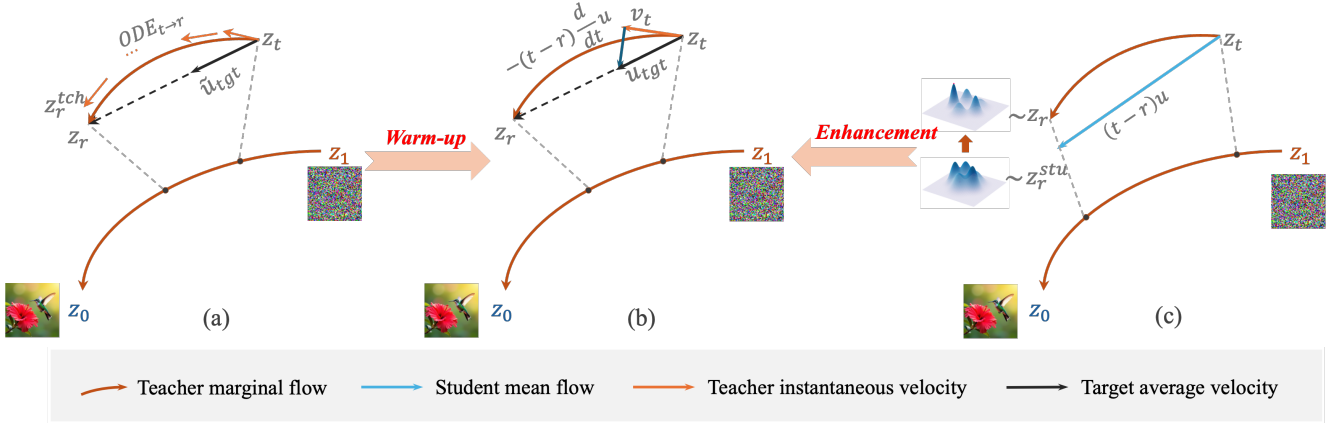 ODE_{t→r}
...
z_t
ũ_{tgt}
z_r^{tch}
z_r
z_1
z_0
(a)
Warm-up
-(t-r)\frac{d}{dt}u
v_t
z_t
u_{tgt}
z_r
z_1
z_0
(b)
Enhancement
~z_r
~z_r^{stu}
z_t
(t-r)u
z_1
z_0
(c)
Teacher marginal flow
Student mean flow
Teacher instantaneous velocity
Target average velocity